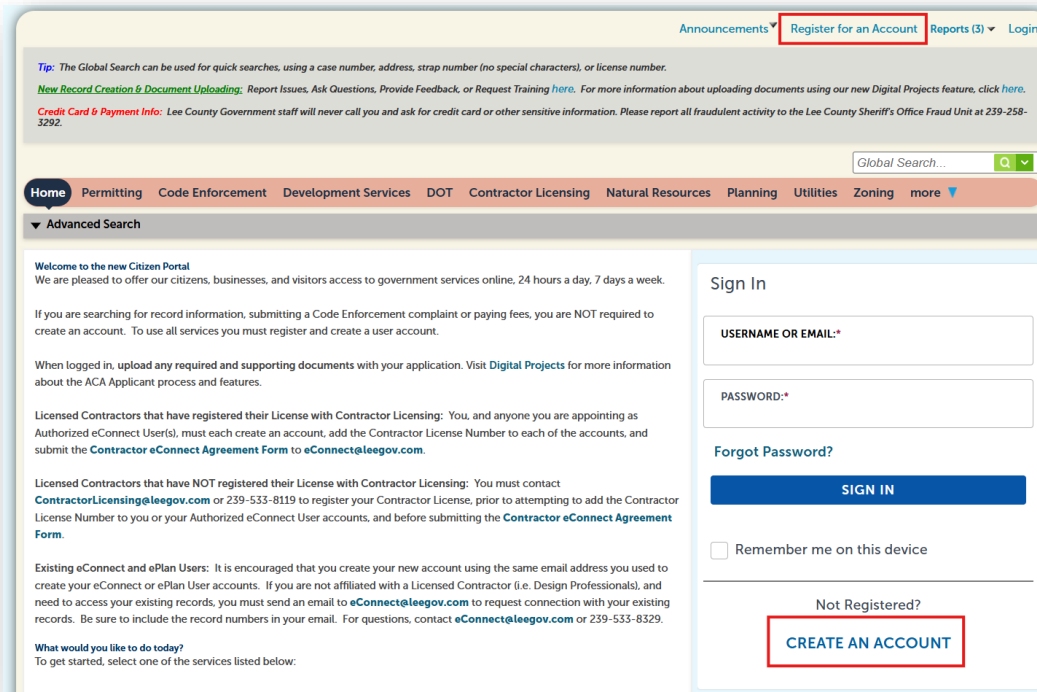 Announcements Register for an Account Reports (3) Login
Tip: The Global Search can be used for quick searches, using a case number, address, strap number (no special characters), or license number.
New Record Creation & Document Uploading: Report Issues, Ask Questions, Provide Feedback, or Request Training here. For more information about uploading documents using our new Digital Projects feature, click here.
Credit Card & Payment Info: Lee County Government staff will never call you and ask for credit card or other sensitive information. Please report all fraudulent activity to the Lee County Sheriff's Office Fraud Unit at 239-258-
3292.
Global Search...
Home Permitting Code Enforcement Development Services DOT Contractor Licensing Natural Resources Planning Utilities Zoning more
Advanced Search
Welcome to the new Citizen Portal
We are pleased to offer our citizens, businesses, and visitors access to government services online, 24 hours a day, 7 days a week.
If you are searching for record information, submitting a Code Enforcement complaint or paying fees, you are NOT required to
create an account. To use all services you must register and create a user account.
When logged in, upload any required and supporting documents with your application. Visit Digital Projects for more information
about the ACA Applicant process and features.
Licensed Contractors that have registered their License with Contractor Licensing: You, and anyone you are appointing as
Authorized eConnect User(s), must each create an account, add the Contractor License Number to each of the accounts, and
submit the Contractor eConnect Agreement Form to eConnect@leegov.com.
Licensed Contractors that have NOT registered their License with Contractor Licensing: You must contact
ContractorLicensing@leegov.com or 239-533-8119 to register your Contractor License, prior to attempting to add the Contractor
License Number to you or your Authorized eConnect User accounts, and before submitting the Contractor eConnect Agreement
Form.
Existing eConnect and ePlan Users: It is encouraged that you create your new account using the same email address you used to
create your eConnect or ePlan User accounts. If you are not affiliated with a Licensed Contractor (i.e. Design Professionals), and
need to access your existing records, you must send an email to eConnect@leegov.com to request connection with your existing
records. Be sure to include the record numbers in your email. For questions, contact eConnect@leegov.com or 239-533-8329.
What would you like to do today?
To get started, select one of the services listed below:
Sign In
USERNAME OR EMAIL:*
PASSWORD:*
Forgot Password?
SIGN IN
Remember me on this device
Not Registered?
CREATE AN ACCOUNT